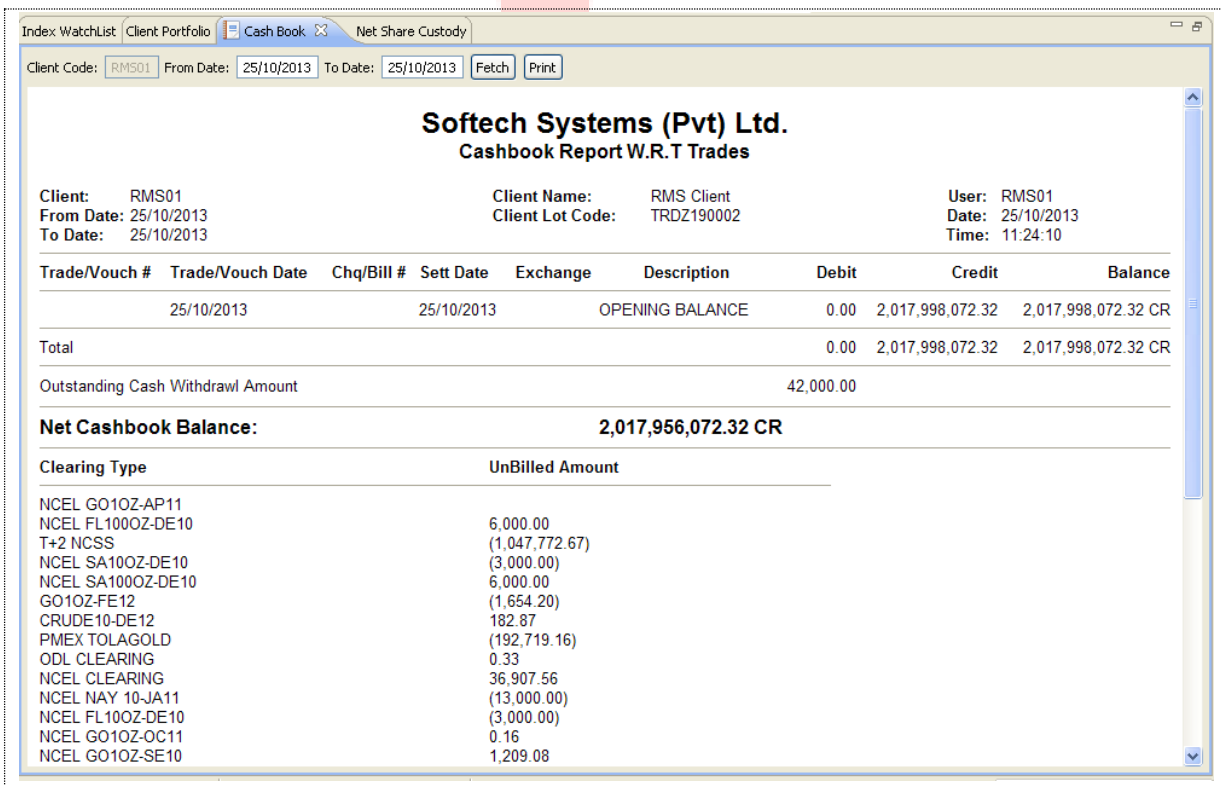 Index WatchList Client Portfolio Cash Book Net Share Custody
Client Code: RMS01 From Date: 25/10/2013 To Date: 25/10/2013 Fetch Print
Softech Systems (Pvt) Ltd.
Cashbook Report W.R.T Trades
Client: RMS01 Client Name: RMS Client User: RMS01
From Date: 25/10/2013 Client Lot Code: TRDZ190002 Date: 25/10/2013
To Date: 25/10/2013 Time: 11:24:10
Trade/Vouch # Trade/Vouch Date Chq/Bill # Sett Date Exchange Description Debit Credit Balance
25/10/2013 25/10/2013 OPENING BALANCE 0.00 2,017,998,072.32 2,017,998,072.32 CR
Total 0.00 2,017,998,072.32 2,017,998,072.32 CR
Outstanding Cash Withdrawl Amount 42,000.00
Net Cashbook Balance: 2,017,956,072.32 CR
Clearing Type UnBilled Amount
NCEL GO1OZ-AP11
NCEL FL100OZ-DE10 6,000.00
T+2 NCSS (1,047,772.67)
NCEL SA10OZ-DE10 (3,000.00)
NCEL SA100OZ-DE10 6,000.00
GO1OZ-FE12 (1,654.20)
CRUDE10-DE12 182.87
PMEX TOLAGOLD (192,719.16)
ODL CLEARING 0.33
NCEL CLEARING 36,907.56
NCEL NAY 10-JA11 (13,000.00)
NCEL FL10OZ-DE10 (3,000.00)
NCEL GO1OZ-OC11 0.16
NCEL GO1OZ-SE10 1,209.08